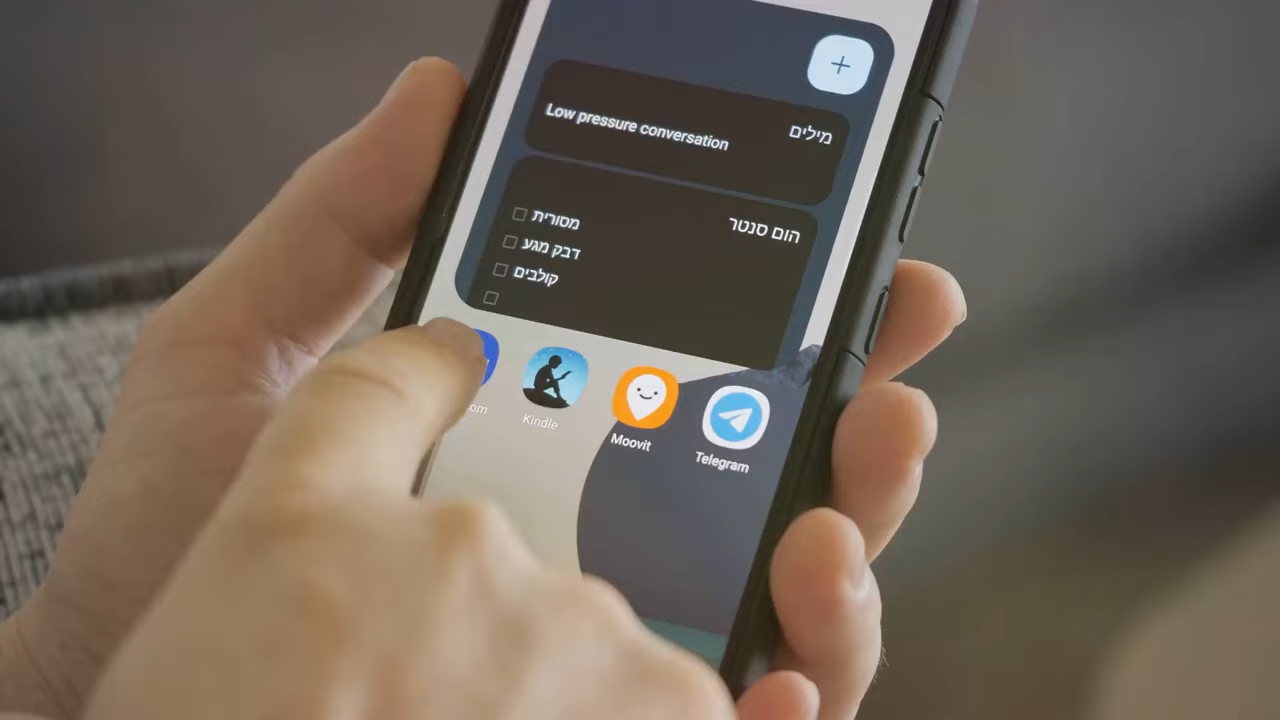 מילים
Low pressure conversation
הום סנטר
מסורית
דבק מגע
קולבים
Kindle
Moovit
Telegram